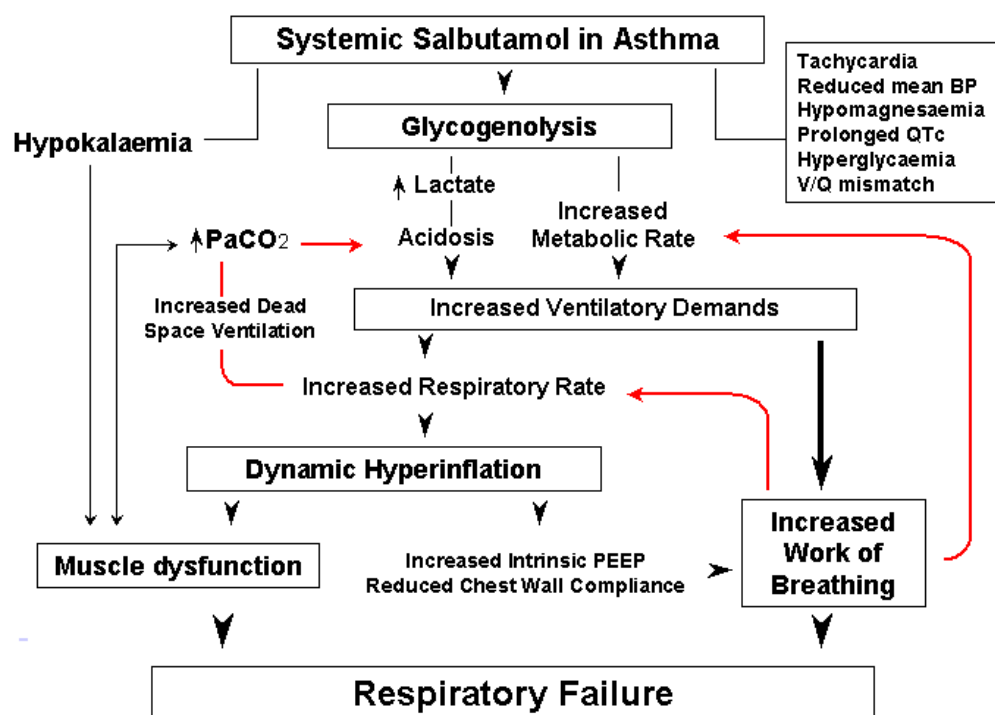 Systemic Salbutamol in Asthma
Tachycardia
Reduced mean BP
Hypomagnesaemia
Prolonged QTc
Hyperglycaemia
V/Q mismatch
Hypokalaemia
Glycogenolysis
Lactate
Acidosis
Increased
Metabolic Rate
PaCO2
Increased Dead
Space Ventilation
Increased Ventilatory Demands
Increased Respiratory Rate
Dynamic Hyperinflation
Muscle dysfunction
Increased Intrinsic PEEP
Reduced Chest Wall Compliance
Increased
Work of
Breathing
Respiratory Failure